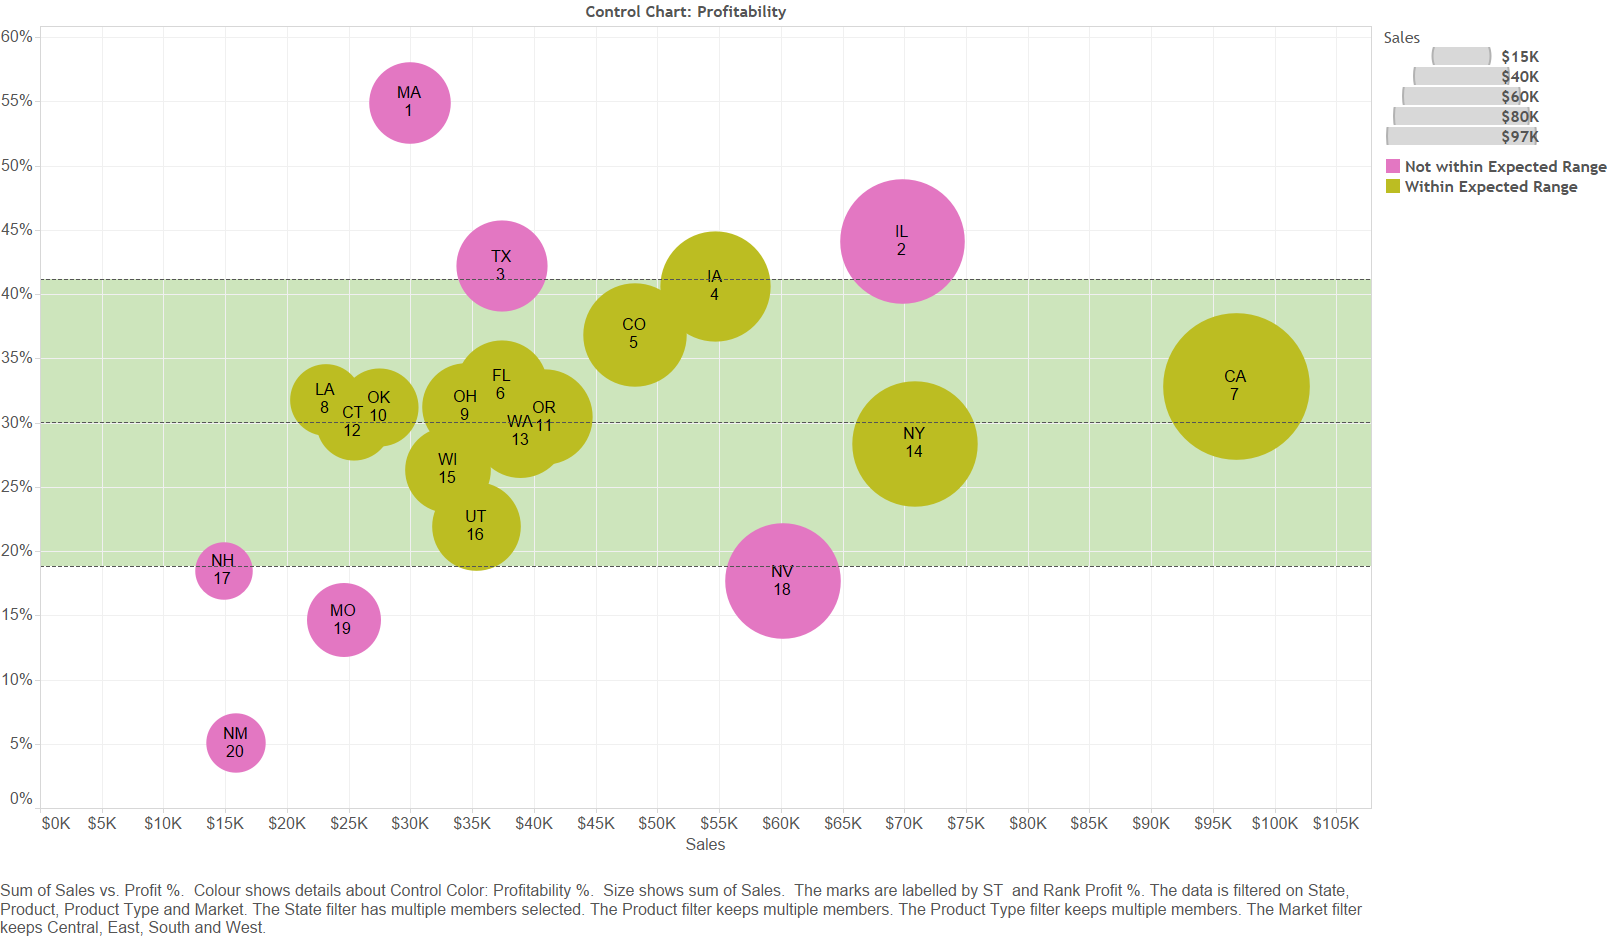 Control Chart: Profitability
60%
55%
50%
45%
40%
35%
30%
25%
20%
15%
10%
5%
0%
MA
1
IL
2
TX
3
IA
4
CO
5
FL
6
CA
7
LA
8
OH
9
OK
10
OR
11
CT
12
WA
13
NY
14
WI
15
UT
16
NH
17
NV
18
MO
19
NM
20
$0K $5K $10K $15K $20K $25K $30K $35K $40K $45K $50K $55K $60K $65K $70K $75K $80K $85K $90K $95K $100K $105K
Sales
Sales
$15K
$40K
$60K
$80K
$97K
Not within Expected Range
Within Expected Range
Sum of Sales vs. Profit %.  Colour shows details about Control Color: Profitability %.  Size shows sum of Sales.  The marks are labelled by ST  and Rank Profit %. The data is filtered on State,
Product, Product Type and Market. The State filter has multiple members selected. The Product filter keeps multiple members. The Product Type filter keeps multiple members. The Market filter
keeps Central, East, South and West.